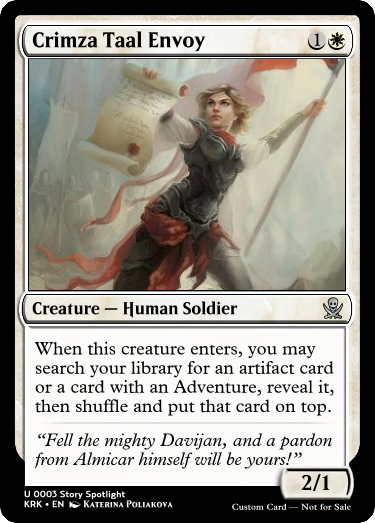 Crimza Taal Envoy 1
Creature — Human Soldier
When this creature enters, you may
search your library for an artifact card
or a card with an Adventure, reveal it,
then shuffle and put that card on top.
“Fell the mighty Davijan, and a pardon
from Almicar himself will be yours!”
2/1
U 0003 Story Spotlight
KRK • EN Katerina Poliakova
Custom Card — Not for Sale